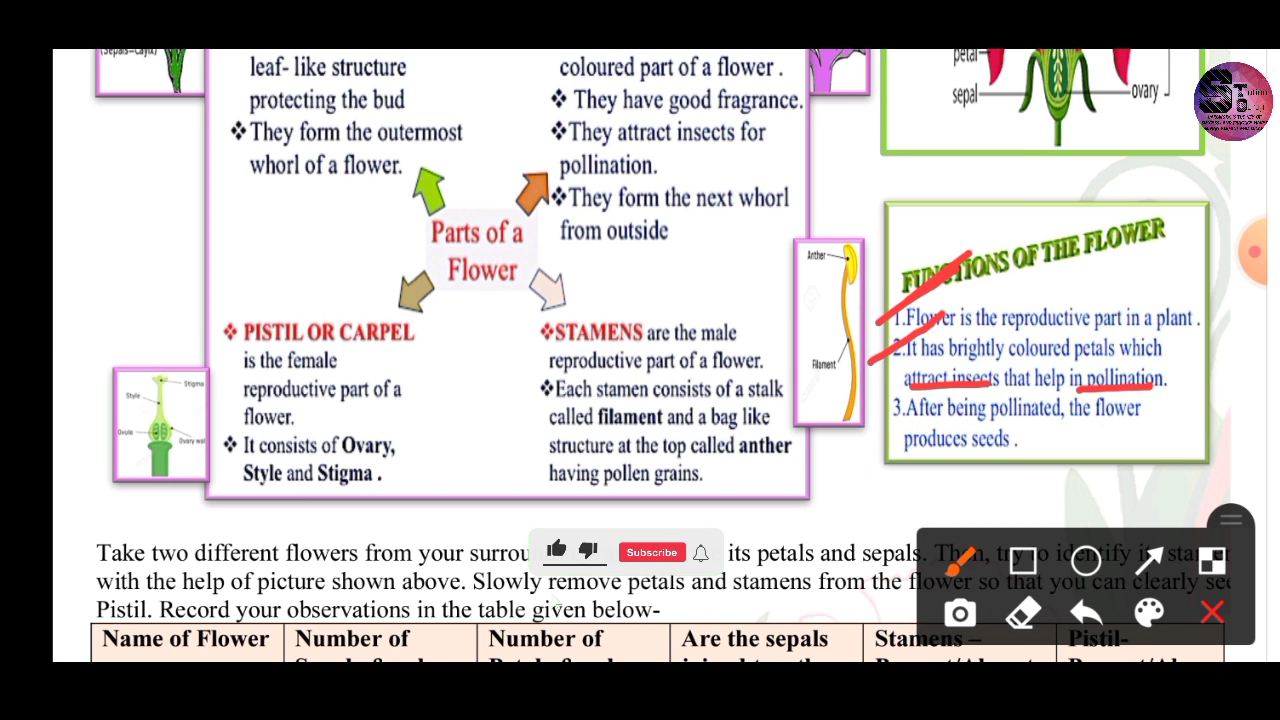 (Sepals=Calyx)
leaf- like structure
protecting the bud
❖ They form the outermost
whorl of a flower.
coloured part of a flower .
❖ They have good fragrance.
❖They attract insects for
pollination.
❖They form the next whorl
from outside
Parts of a
Flower
❖ PISTIL OR CARPEL
is the female
reproductive part of a
flower.
❖ It consists of Ovary,
Style and Stigma .
❖STAMENS are the male
reproductive part of a flower.
❖Each stamen consists of a stalk
called filament and a bag like
structure at the top called anther
having pollen grains.
Stigma
Style
Ovule
Ovary wal
Anther
Filament
petal
sepal
ovary
FUNCTIONS OF THE FLOWER
1.Flower is the reproductive part in a plant .
2.It has brightly coloured petals which
attract insects that help in pollination.
3.After being pollinated, the flower
produces seeds .
Take two different flowers from your its petals and sepals. Then, try to identify its
with the help of picture shown above. Slowly remove petals and stamens from the flower so that you can clearly see
Pistil. Record your observations in the table given below-
Subscribe
Name of Flower
Number of
Number of
Are the sepals
Stamens –
Pistil-